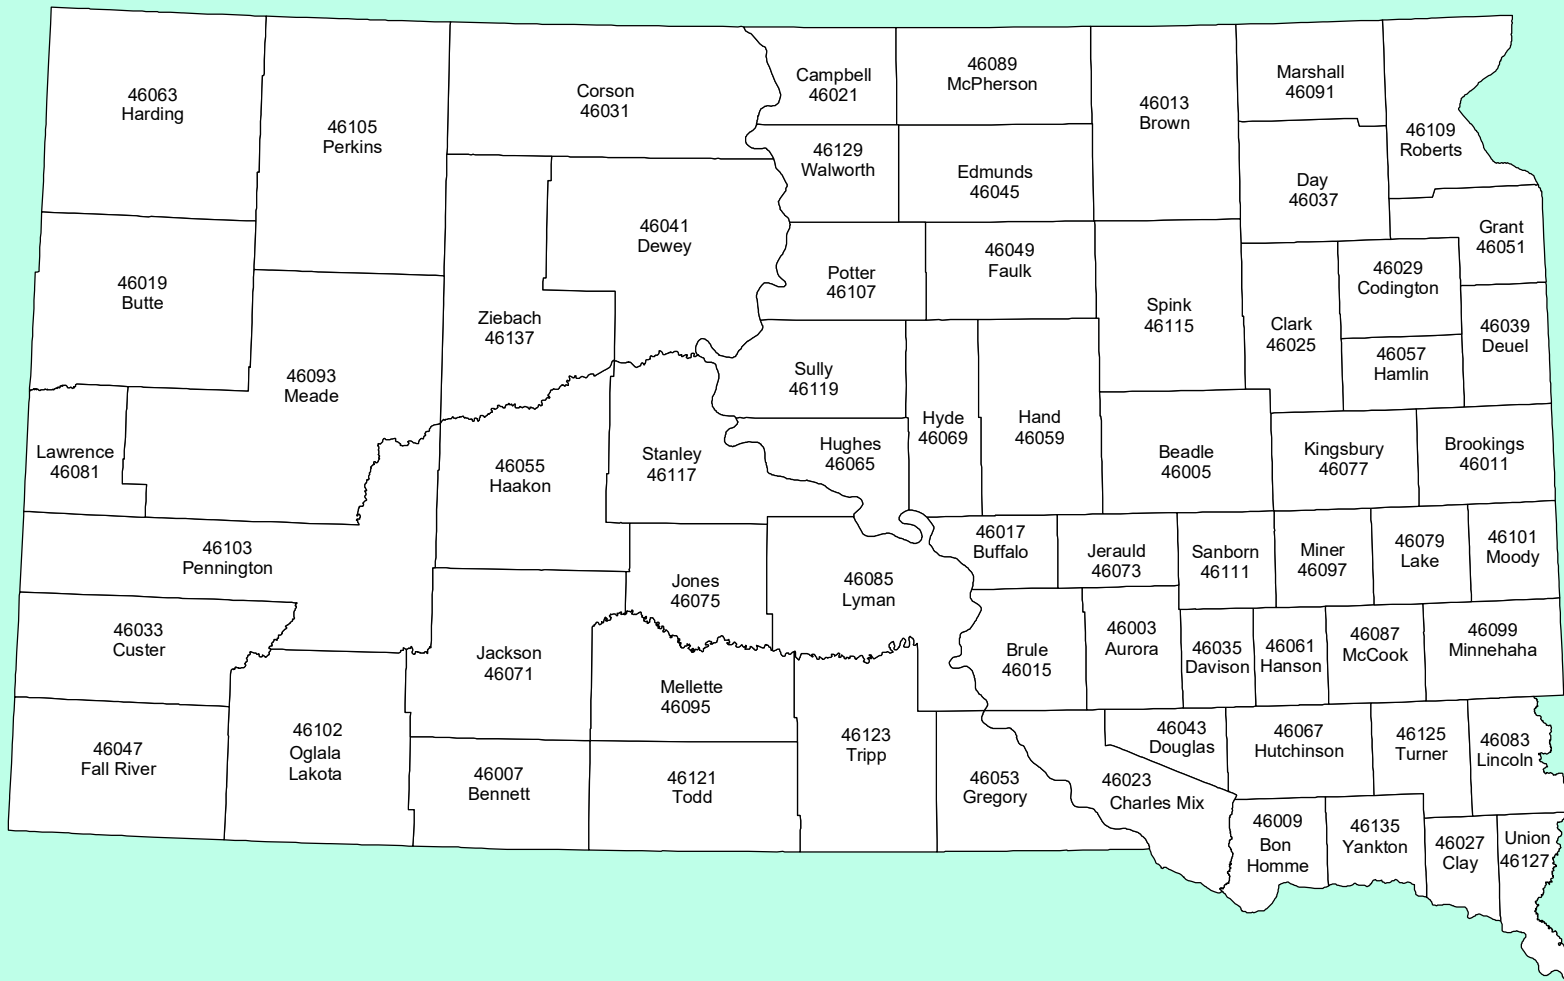 46063
Harding
46105
Perkins
Corson
46031
Campbell
46021
46089
McPherson
46013
Brown
Marshall
46091
46109
Roberts
46129
Walworth
Edmunds
46045
Day
46037
46041
Dewey
Grant
46051
46019
Butte
Potter
46107
46049
Faulk
46029
Codington
Ziebach
46137
Spink
46115
Clark
46025
46039
Deuel
46093
Meade
Sully
46119
46057
Hamlin
Lawrence
46081
46055
Haakon
Stanley
46117
Hughes
46065
Hyde
46069
Hand
46059
Beadle
46005
Kingsbury
46077
Brookings
46011
46103
Pennington
46017
Buffalo
Jerauld
46073
Sanborn
46111
Miner
46097
46079
Lake
46101
Moody
Jones
46075
46085
Lyman
46033
Custer
Jackson
46071
Mellette
46095
Brule
46015
46003
Aurora
46035
Davison
46061
Hanson
46087
McCook
46099
Minnehaha
46047
Fall River
46102
Oglala
Lakota
46007
Bennett
46121
Todd
46123
Tripp
46053
Gregory
46043
Douglas
46023
Charles Mix
46067
Hutchinson
46125
Turner
46083
Lincoln
46009
Bon
Homme
46135
Yankton
46027
Clay
Union
46127